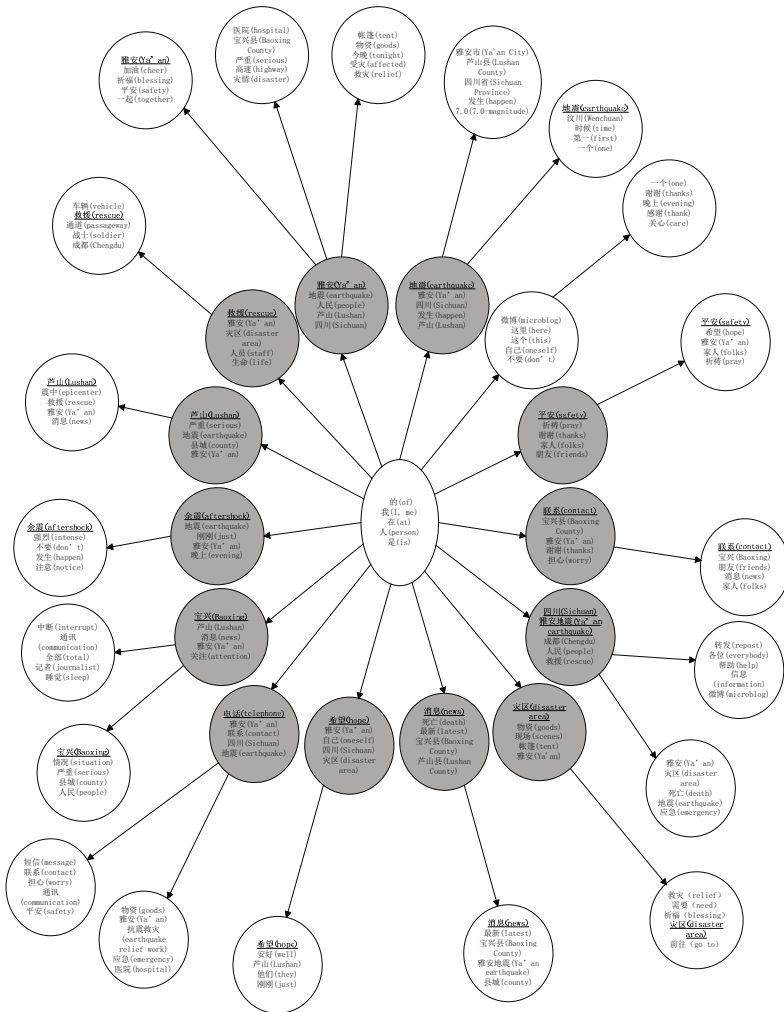 雅安(Ya’an)
加油(cheer)
祈福(blessing)
平安(safety)
一起(together)
医院(hospital)
宝兴县(Baoxing
County)
严重(serious)
高速(highway)
灾情(disaster)
帐篷(tent)
物资(goods)
今晚(tonight)
受灾(affected)
救灾(relief)
雅安市(Ya'an City)
芦山县(Lushan
County)
四川省(Sichuan
Province)
发生(happen)
7.0(7.0-magnitude)
地震(earthquake)
汶川(Wenchuan)
时候(time)
第一(first)
一个(one)
一个(one)
谢谢(thanks)
晚上(evening)
感谢(thank)
关心(care)
车辆(vehicle)
救援(rescue)
通道(passageway)
战士(soldier)
成都(Chengdu)
救援(rescue)
雅安(Ya’an)
灾区(disaster
area)
人员(staff)
生命(life)
雅安(Ya’an)
地震(earthquake)
人民(people)
芦山(Lushan)
四川(Sichuan)
地震(earthquake)
雅安(Ya’an)
四川(Sichuan)
发生(happen)
芦山(Lushan)
微博(microblog)
这里(here)
这个(this)
自己(oneself)
不要(don’t)
平安(safety)
希望(hope)
雅安(Ya’an)
家人(folks)
祈祷(pray)
芦山(Lushan)
震中(epicenter)
救援(rescue)
雅安(Ya’an)
消息(news)
芦山(Lushan)
严重(serious)
地震(earthquake)
县城(county)
雅安(Ya’an)
平安(safety)
祈祷(pray)
谢谢(thanks)
家人(folks)
朋友(friends)
的(of)
我(I, me)
在(at)
人(person)
是(is)
余震(aftershock)
强烈(intense)
不要(don’t)
发生(happen)
注意(notice)
余震(aftershock)
地震(earthquake)
刚刚(just)
雅安(Ya’an)
晚上(evening)
联系(contact)
宝兴县(Baoxing
County)
雅安(Ya’an)
谢谢(thanks)
担心(worry)
联系(contact)
宝兴(Baoxing)
朋友(friends)
消息(news)
家人(folks)
中断(interrupt)
通讯
(communication)
全部(total)
记者(journalist)
睡觉(sleep)
宝兴(Baoxing)
芦山(Lushan)
消息(news)
雅安(Ya’an)
关注(attention)
四川(Sichuan)
雅安地震(Ya’an
earthquake)
成都(Chengdu)
人民(people)
救援(rescue)
转发(repost)
各位(everybody)
帮助(help)
信息
(information)
微博(microblog)
宝兴(Baoxing)
情况(situation)
严重(serious)
县城(county)
人民(people)
电话(telephone)
雅安(Ya’an)
联系(contact)
四川(Sichuan)
地震(earthquake)
希望(hope)
雅安(Ya’an)
自己(oneself)
四川(Sichuan)
灾区(disaster
area)
消息(news)
死亡(death)
最新(latest)
宝兴县(Baoxing
County)
芦山县(Lushan
County)
灾区(disaster
area)
物资(goods)
现场(scenes)
帐篷(tent)
雅安(Ya'an)
雅安(Ya’an)
灾区(disaster
area)
死亡(death)
地震(earthquake)
应急(emergency)
短信(message)
联系(contact)
担心(worry)
通讯
(communication)
平安(safety)
物资(goods)
雅安(Ya’an)
抗震救灾
(earthquake
relief work)
应急(emergency)
医院(hospital)
希望(hope)
安好(well)
芦山(Lushan)
他们(they)
刚刚(just)
消息(news)
最新(latest)
宝兴县(Baoxing
County)
雅安地震(Ya’an
earthquake)
县城(county)
救灾（relief）
需要（need）
祈福（blessing）
灾区(disaster
area)
前往（go to）